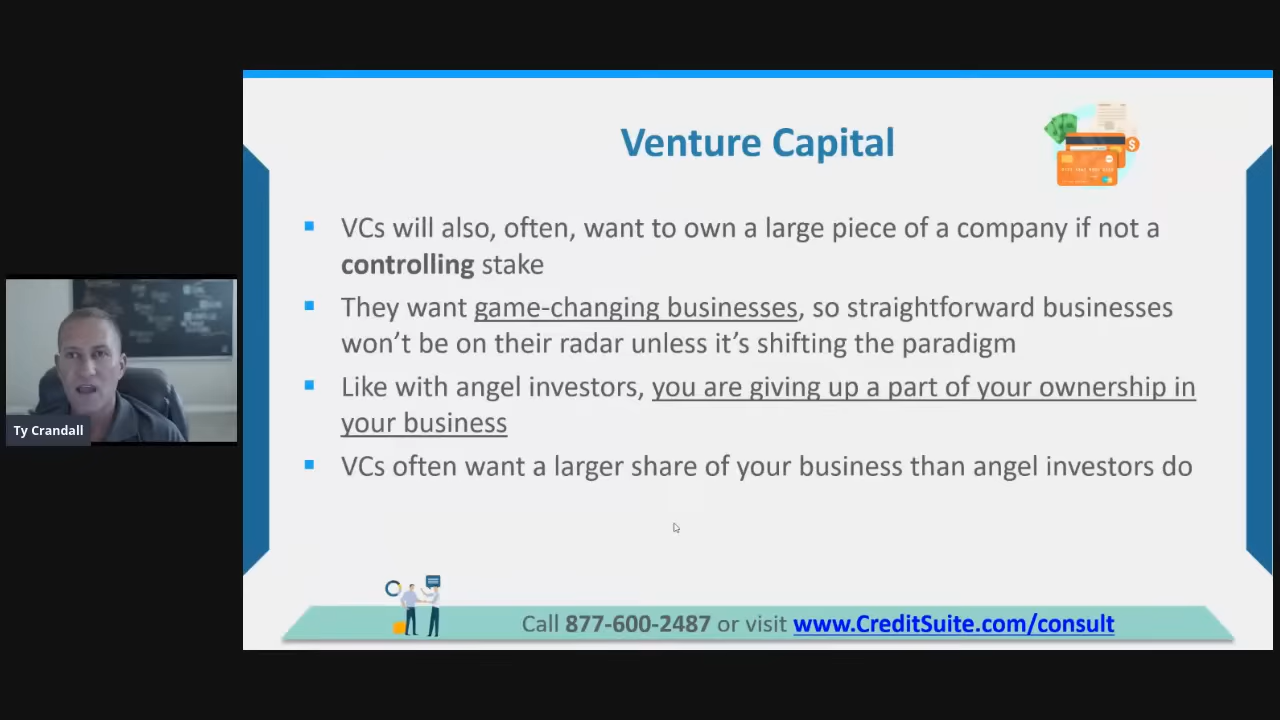 Venture Capital
VCs will also, often, want to own a large piece of a company if not a
controlling stake
They want game-changing businesses, so straightforward businesses
won't be on their radar unless it's shifting the paradigm
Like with angel investors, you are giving up a part of your ownership in
your business
VCs often want a larger share of your business than angel investors do
Ty Crandall
Call 877-600-2487 or visit www.CreditSuite.com/consult